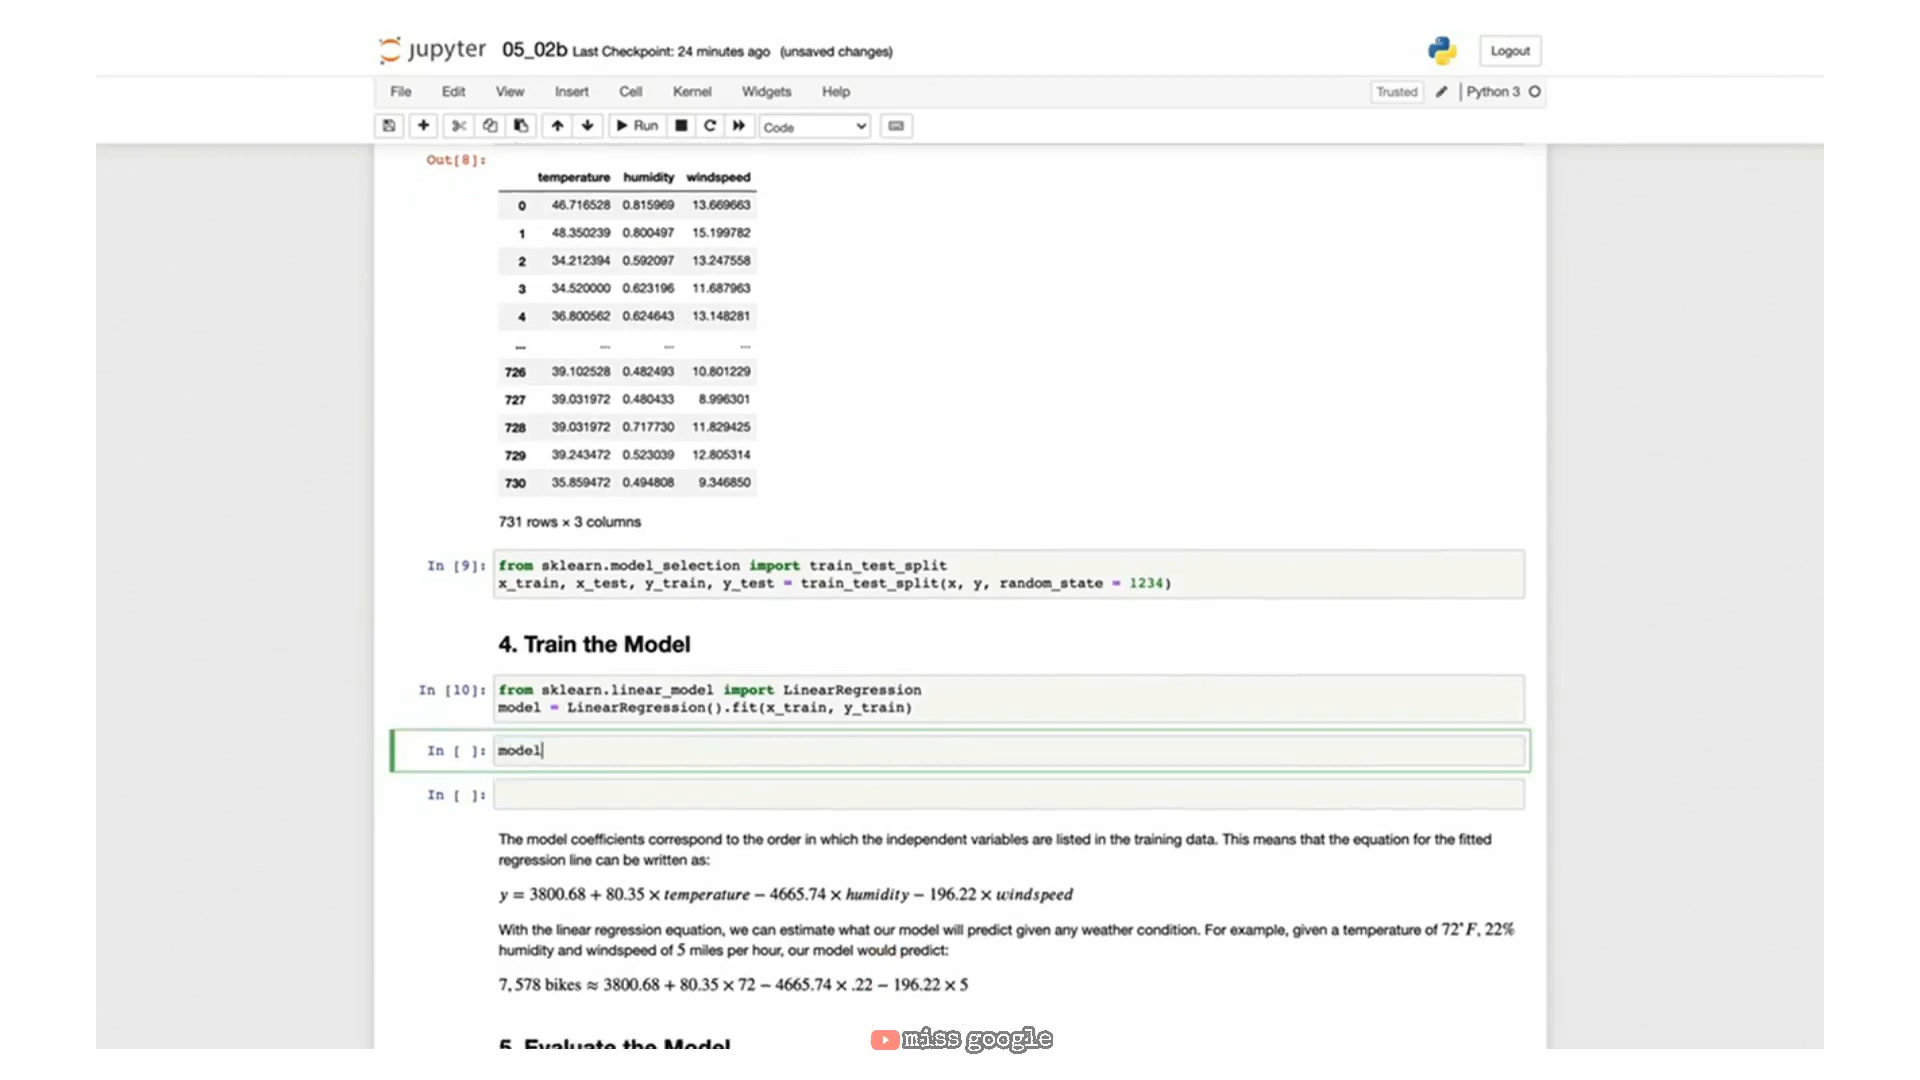 jupyter 05_02b Last Checkpoint: 24 minutes ago (unsaved changes)
Logout
File Edit View Insert Cell Kernel Widgets Help
Trusted Python 3
Run Code
Out[8]:
temperature humidity windspeed
0 46.716528 0.815969 13.669663
1 48.350239 0.800497 15.199782
2 34.212394 0.592097 13.247558
3 34.520000 0.623196 11.687963
4 36.800562 0.624643 13.148281
... ... ... ...
726 39.102528 0.482493 10.801229
727 39.031972 0.480433 8.996301
728 39.031972 0.717730 11.829425
729 39.243472 0.523039 12.805314
730 35.859472 0.494808 9.346850
731 rows × 3 columns
In [9]: from sklearn.model_selection import train_test_split
x_train, x_test, y_train, y_test = train_test_split(x, y, random_state = 1234)
4. Train the Model
In [10]: from sklearn.linear_model import LinearRegression
model = LinearRegression().fit(x_train, y_train)
In [ ]: model
In [ ]:
The model coefficients correspond to the order in which the independent variables are listed in the training data. This means that the equation for the fitted
regression line can be written as:
y = 3800.68 + 80.35 × temperature − 4665.74 × humidity − 196.22 × windspeed
With the linear regression equation, we can estimate what our model will predict given any weather condition. For example, given a temperature of 72°F, 22%
humidity and windspeed of 5 miles per hour, our model would predict:
7,578 bikes ≈ 3800.68 + 80.35 × 72 − 4665.74 × .22 − 196.22 × 5
5. Evaluate the Model
miss google